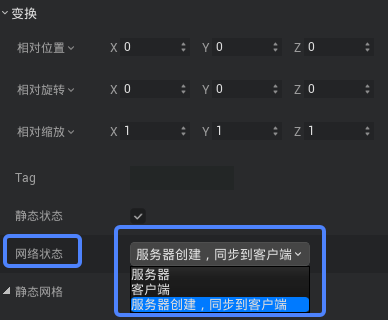 变换
相对位置 X 0 Y 0 Z 0
相对旋转 X 0 Y 0 Z 0
相对缩放 X 1 Y 1 Z 1
Tag
静态状态
网络状态 服务器创建，同步到客户端
服务器
客户端
静态网格 服务器创建，同步到客户端